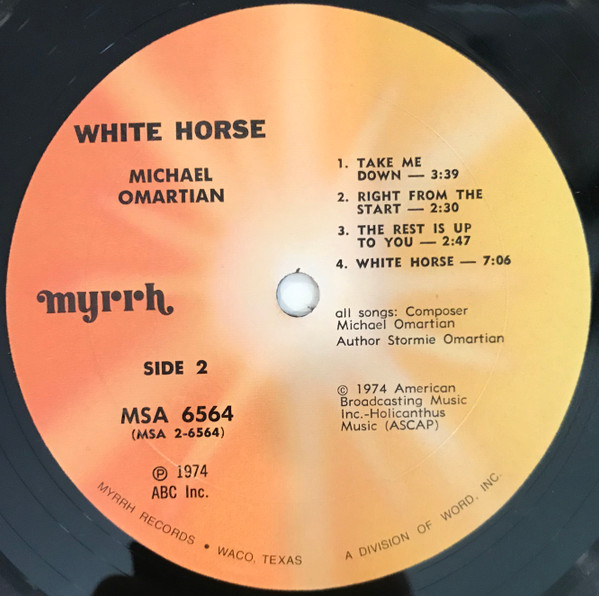 WHITE HORSE
MICHAEL
OMARTIAN
myrrh
SIDE 2
MSA 6564
(MSA 2-6564)
℗ 1974
ABC Inc.
1. TAKE ME
DOWN — 3:39
2. RIGHT FROM THE
START — 2:30
3. THE REST IS UP
TO YOU — 2:47
4. WHITE HORSE — 7:06
all songs: Composer
Michael Omartian
Author Stormie Omartian
© 1974 American
Broadcasting Music
Inc.-Holicanthus
Music (ASCAP)
MYRRH RECORDS • WACO, TEXAS A DIVISION OF WORD, INC.